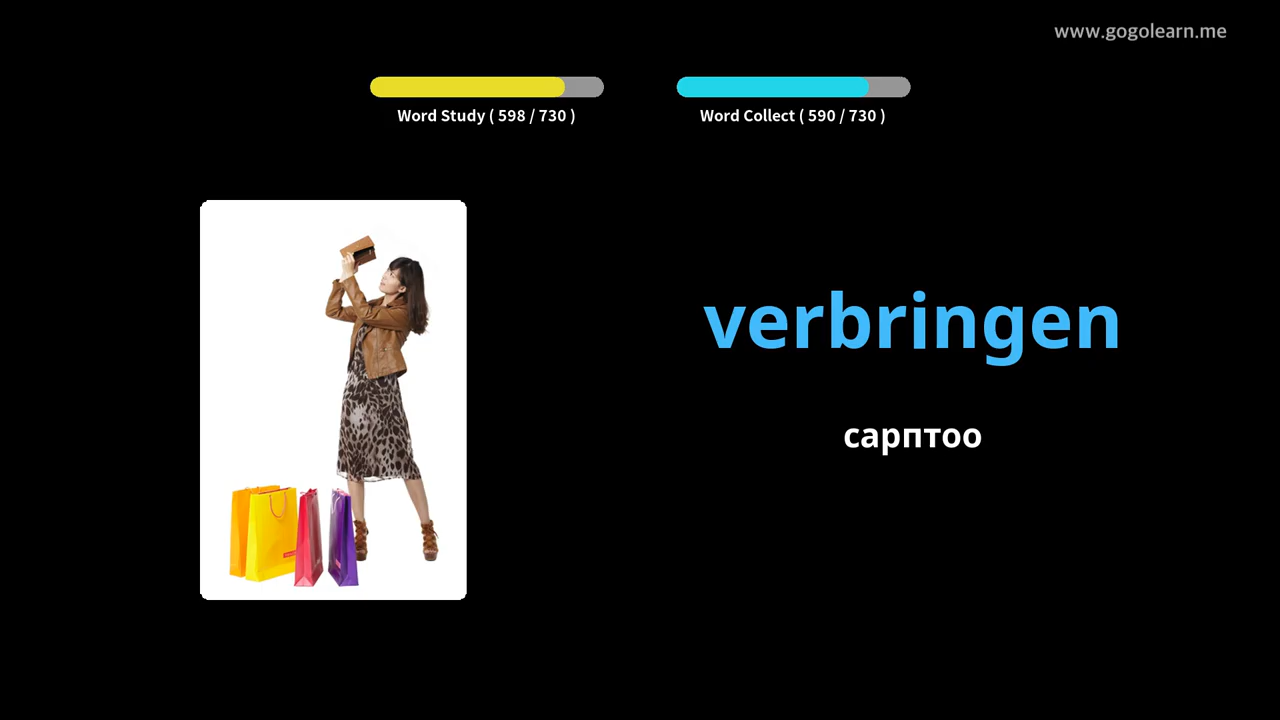 www.gogolearn.me
Word Study ( 598 / 730 )
Word Collect ( 590 / 730 )
verbringen
сарптоо